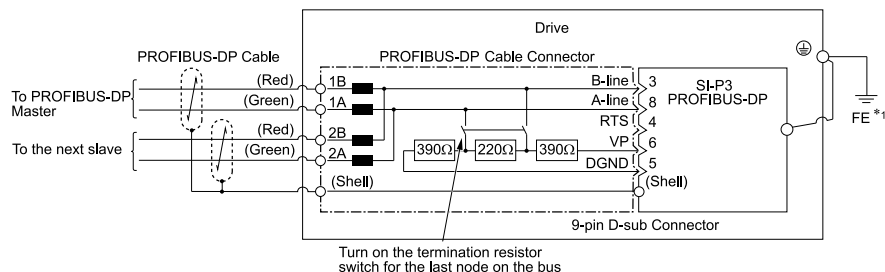 Drive
PROFIBUS-DP Cable
PROFIBUS-DP Cable Connector
(Red)
1B
B-line
3
SI-P3
PROFIBUS-DP
To PROFIBUS-DP
Master
(Green)
1A
A-line
8
RTS
4
FE *1
(Red)
2B
VP
6
To the next slave
(Green)
2A
390Ω
220Ω
390Ω
DGND
5
(Shell)
(Shell)
9-pin D-sub Connector
Turn on the termination resistor
switch for the last node on the bus